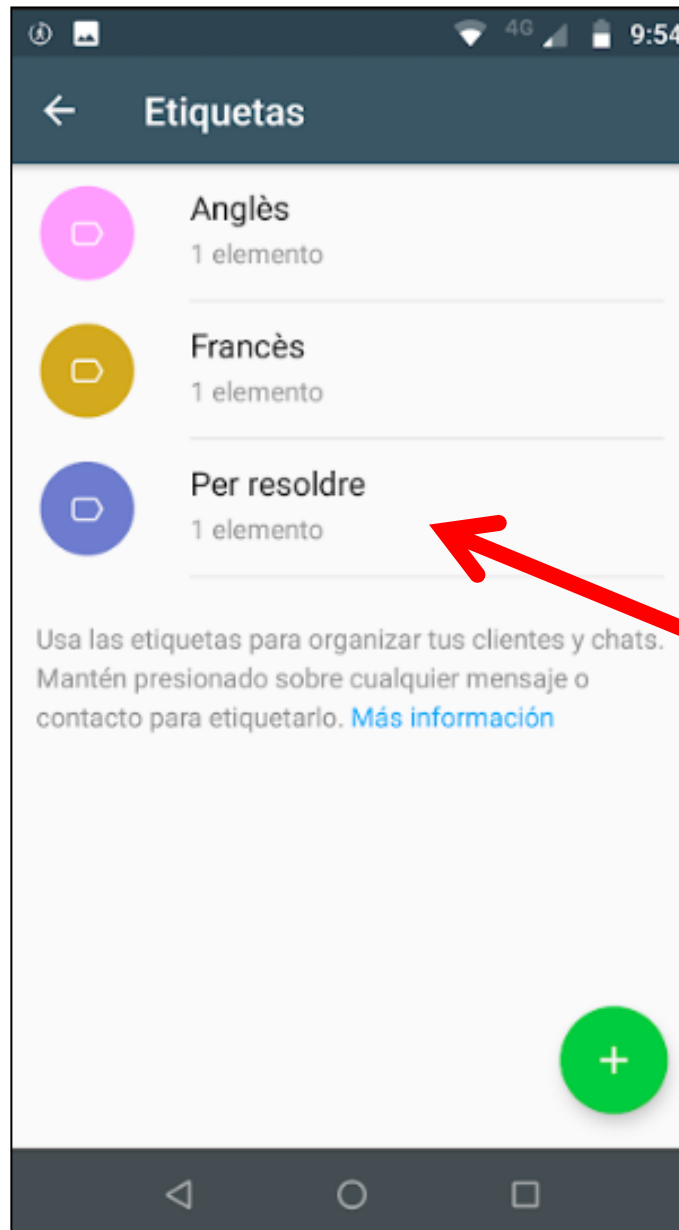 4G 9:54
Etiquetas
Anglès
1 elemento
Francès
1 elemento
Per resoldre
1 elemento
Usa las etiquetas para organizar tus clientes y chats.
Mantén presionado sobre cualquier mensaje o
contacto para etiquetarlo. Más información